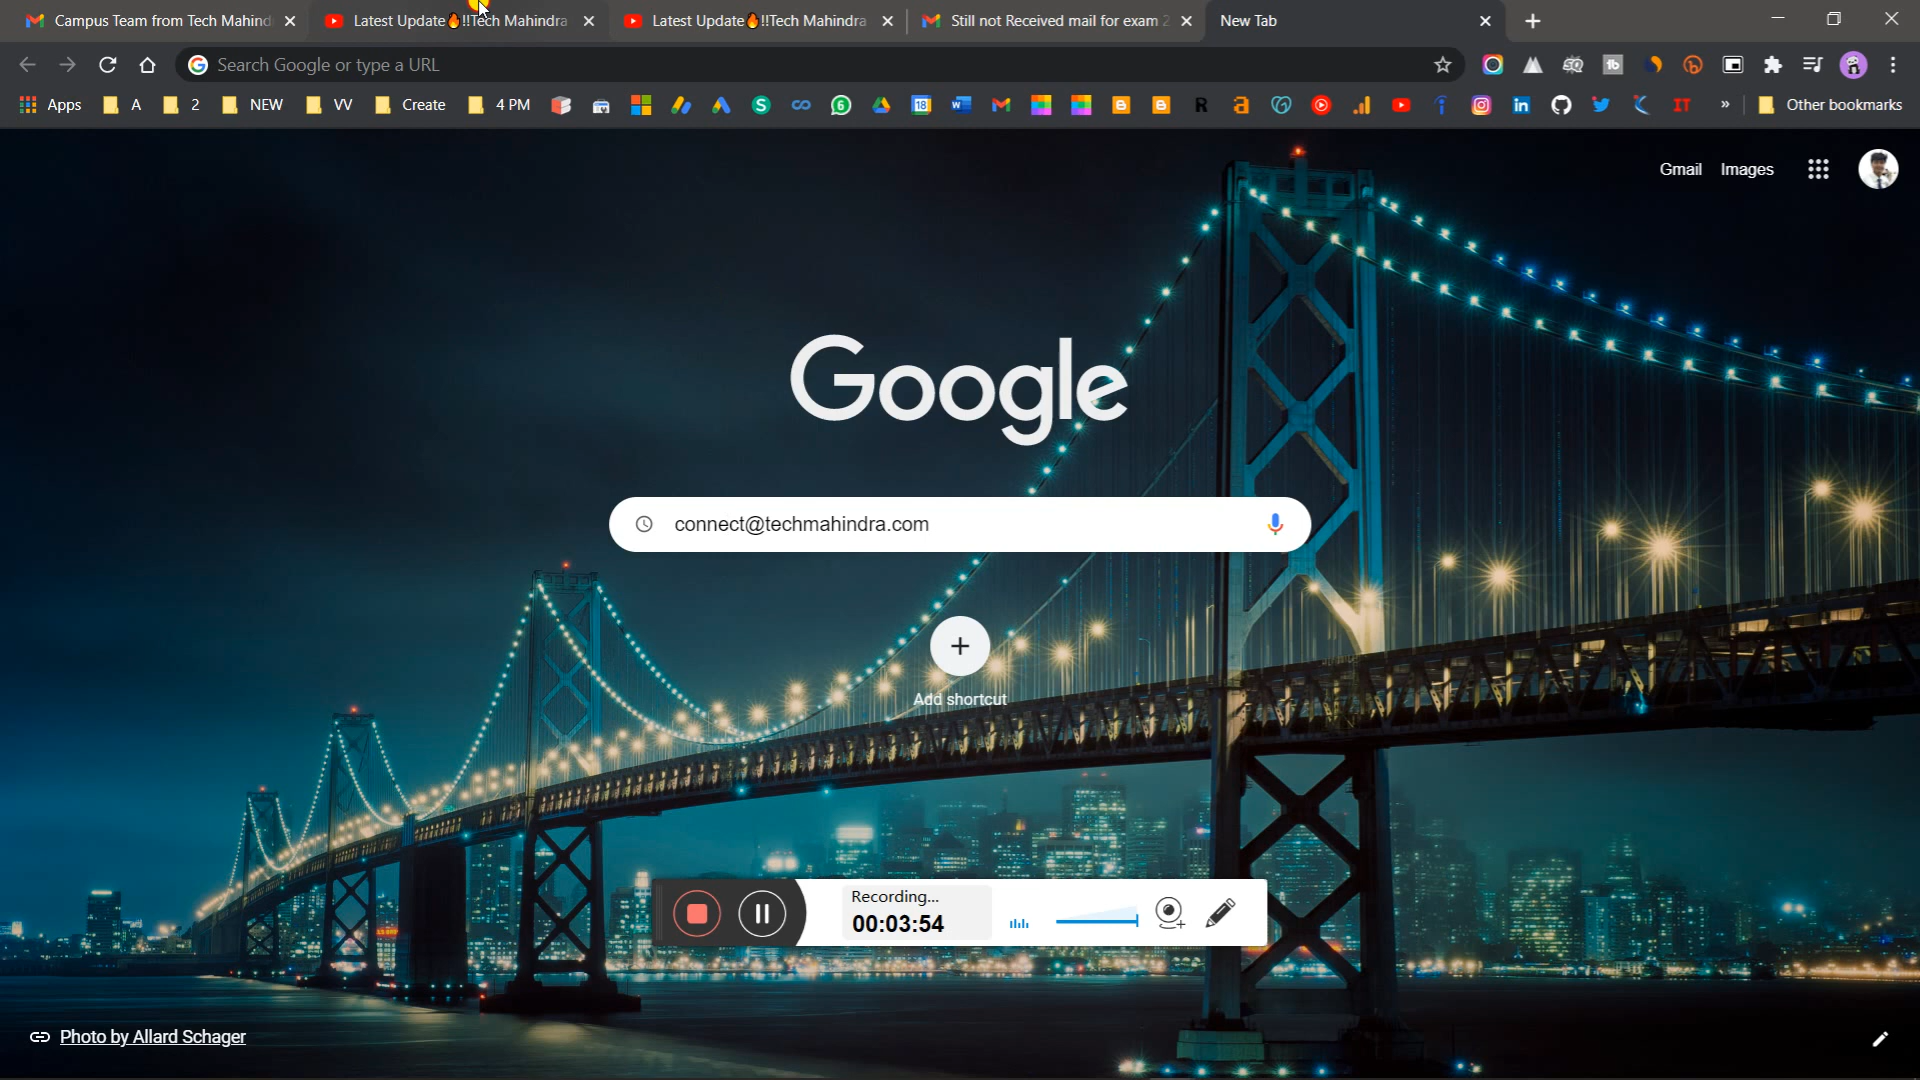 Campus Team from Tech Mahind
Latest Update🔥!!Tech Mahindra
Latest Update🔥!!Tech Mahindra
Still not Received mail for exam 2
New Tab
Search Google or type a URL
Apps
A
2
NEW
VV
Create
4 PM
Other bookmarks
Gmail
Images
Google
connect@techmahindra.com
Add shortcut
Recording...
00:03:54
Photo by Allard Schager